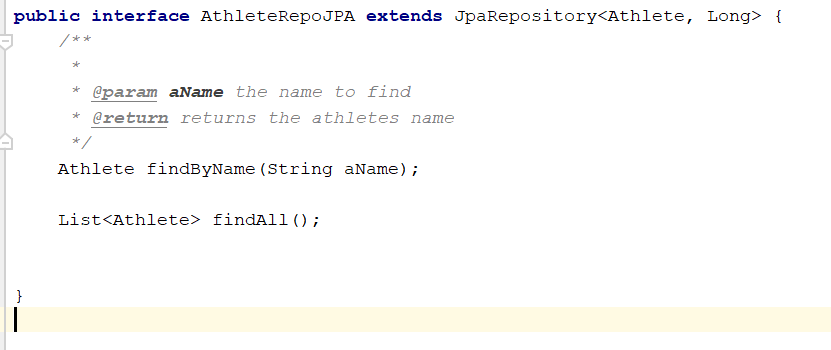 public interface AthleteRepoJPA extends JpaRepository<Athlete, Long> {
/**
*
* @param aName the name to find
* @return returns the athletes name
*/
Athlete findByName(String aName);
List<Athlete> findAll();
}